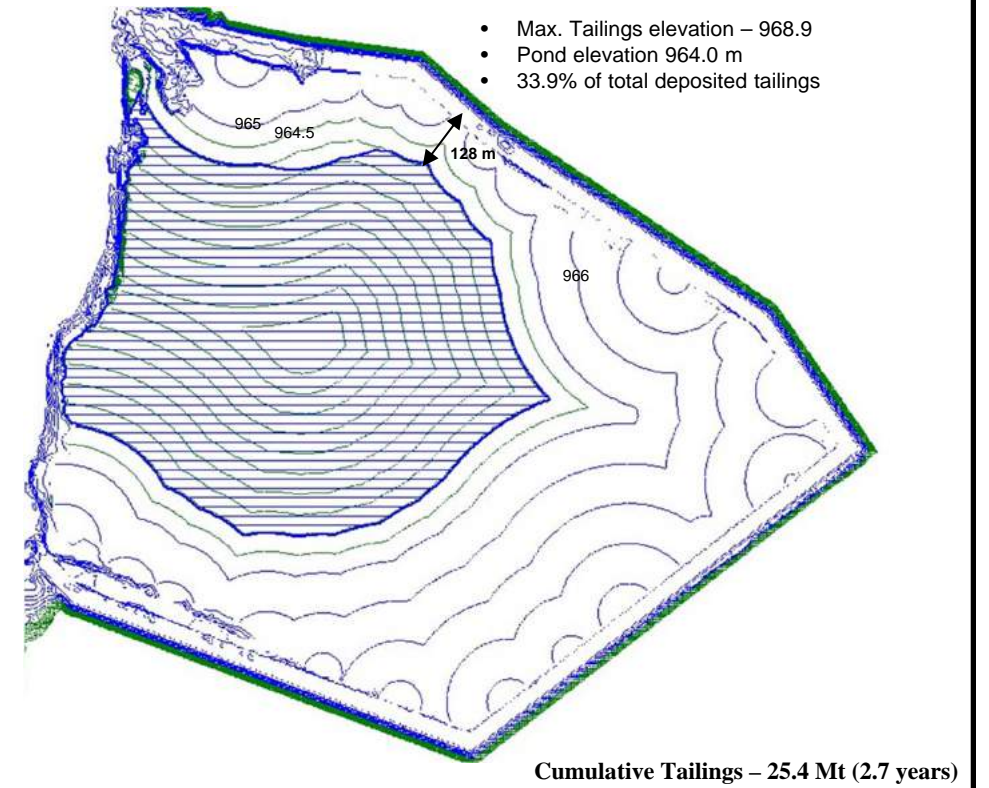 • Max. Tailings elevation – 968.9
• Pond elevation 964.0 m
• 33.9% of total deposited tailings
965
964.5
128 m
966
Cumulative Tailings – 25.4 Mt (2.7 years)